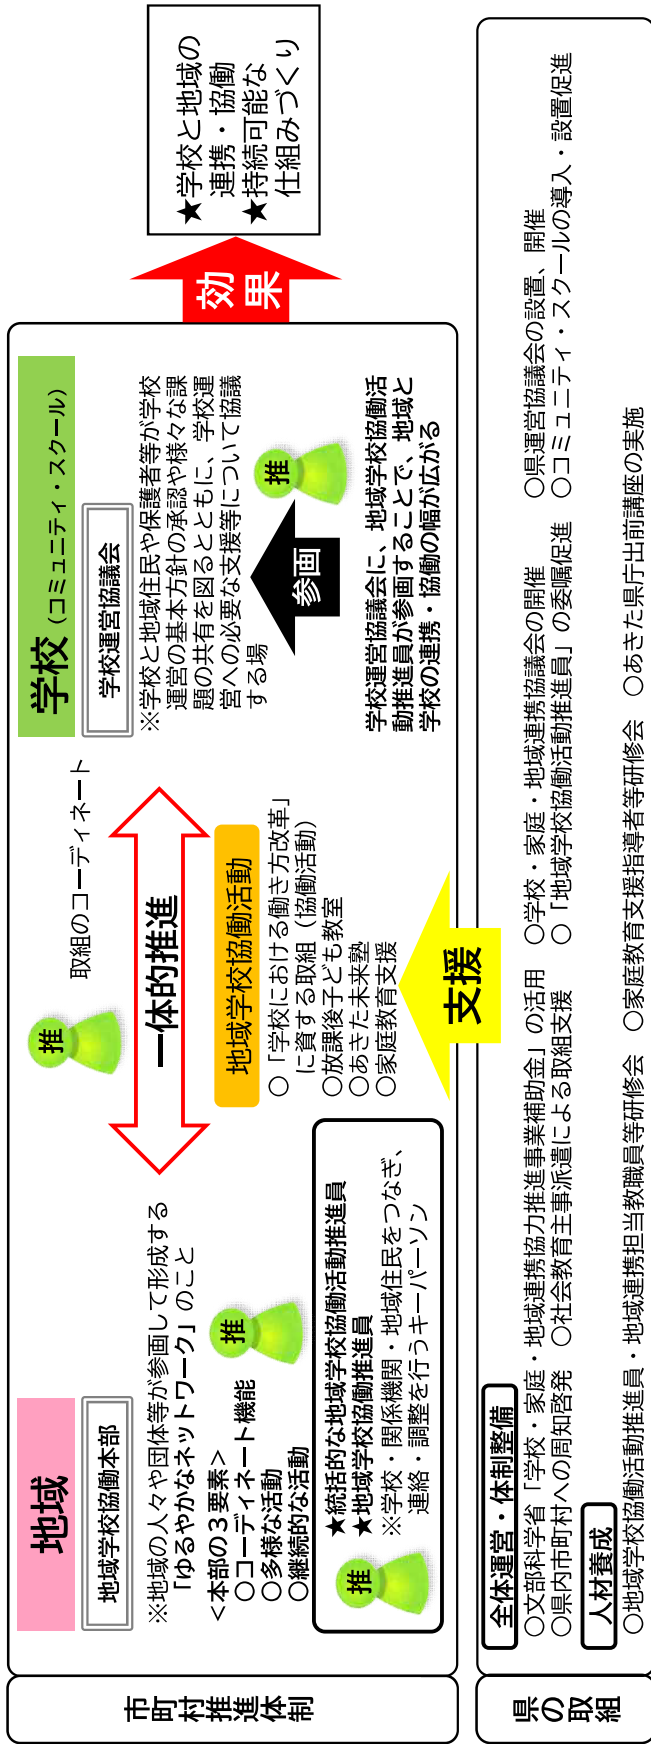 市町村推進体制
地域
地域学校協働本部
※地域の人々や団体等が参画して形成する
「ゆるやかなネットワーク」のこと
＜本部の３要素＞
○コーディネート機能
○多様な活動
○継続的な活動
推
推
★統括的な地域学校協働活動推進員
★地域学校協働推進員
※学校・関係機関・地域住民をつなぎ、
連絡・調整を行うキーパーソン
推
取組のコーディネート
一体的推進
地域学校協働活動
○「学校における働き方改革」
に資する取組（協働活動）
○放課後子ども教室
○あきた未来塾
○家庭教育支援
学校（コミュニティ・スクール）
学校運営協議会
※学校と地域住民や保護者等が学校
運営の基本方針の承認や様々な課
題の共有を図るとともに、学校運
営への必要な支援等について協議
する場
参画
推
学校運営協議会に、地域学校協働活
動推進員が参画することで、地域と
学校の連携・協働の幅が広がる
効果
★学校と地域の
連携・協働
★持続可能な
仕組みづくり
支援
県の取組
全体運営・体制整備
○文部科学省「学校・家庭・地域連携協力推進事業補助金」の活用 ○学校・家庭・地域連携協議会の開催 ○県運営協議会の設置、開催
○県内市町村への周知啓発 ○社会教育主事派遣による取組支援 ○「地域学校協働活動推進員」の委嘱促進 ○コミュニティ・スクールの導入・設置促進
人材養成
○地域学校協働活動推進員・地域連携担当教職員等研修会 ○家庭教育支援指導者等研修会 ○あきた県庁出前講座の実施